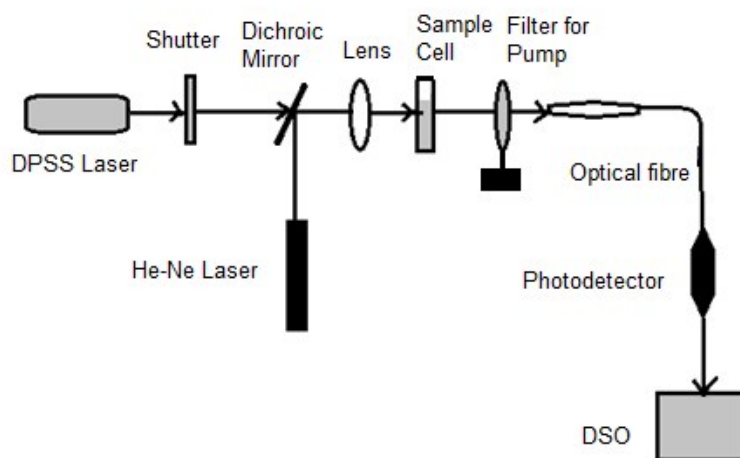 Shutter
Dichroic
Mirror
Lens
Sample
Cell
Filter for
Pump
DPSS Laser
Optical fibre
He-Ne Laser
Photodetector
DSO